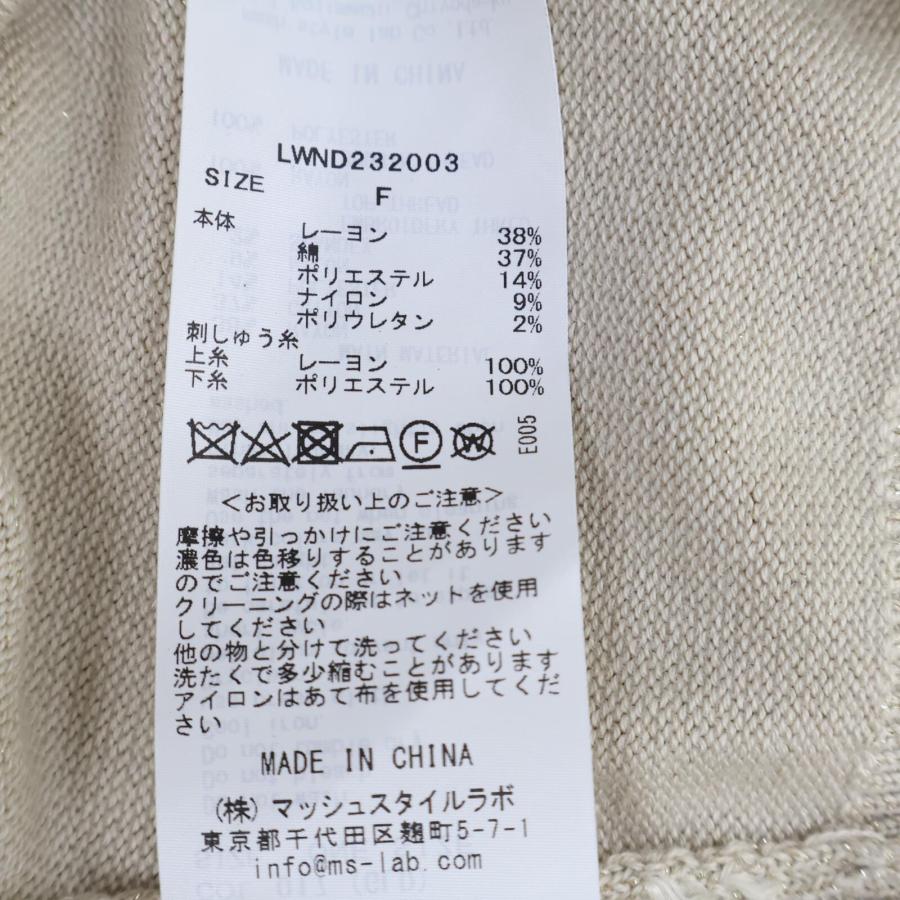 LWND232003
SIZE F
本体 レーヨン 38%
綿 37%
ポリエステル 14%
ナイロン 9%
ポリウレタン 2%
刺しゅう糸
上糸 レーヨン 100%
下糸 ポリエステル 100%
F W E005
<お取り扱い上のご注意>
摩擦や引っかけにご注意ください
濃色は色移りすることがあります
のでご注意ください
クリーニングの際はネットを使用
してください
他の物と分けて洗ってください
洗たくで多少縮むことがあります
アイロンはあて布を使用してくだ
さい
MADE IN CHINA
(株) マッシュスタイルラボ
東京都千代田区麹町5-7-1
info@ms-lab.com